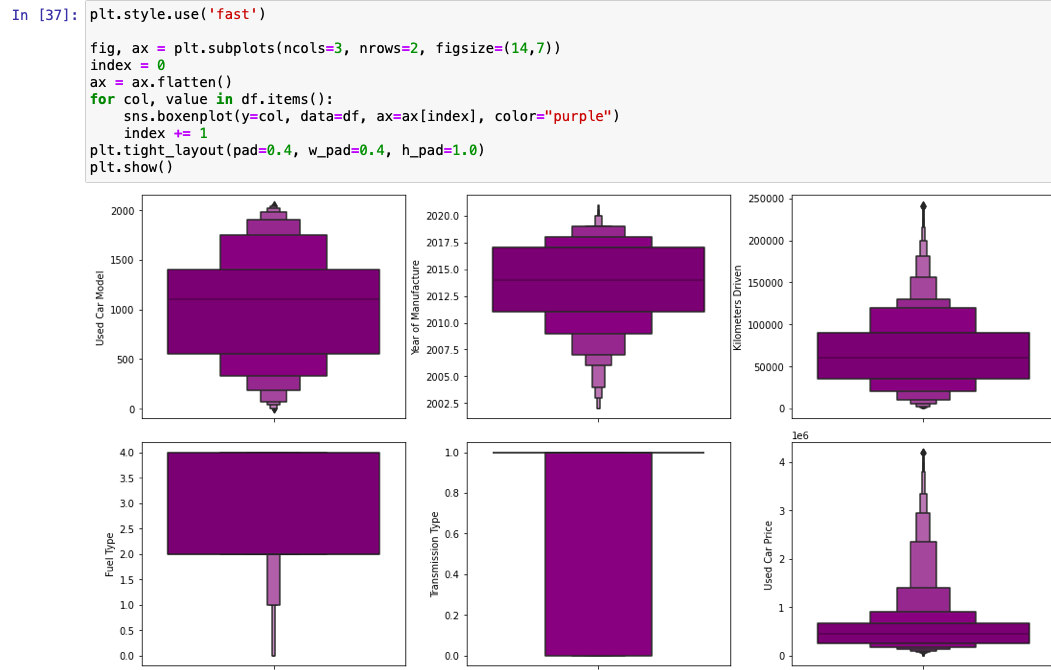 In [37]: plt.style.use('fast')
fig, ax = plt.subplots(ncols=3, nrows=2, figsize=(14,7))
index = 0
ax = ax.flatten()
for col, value in df.items():
    sns.boxenplot(y=col, data=df, ax=ax[index], color="purple")
    index += 1
plt.tight_layout(pad=0.4, w_pad=0.4, h_pad=1.0)
plt.show()
2000
1500
1000
500
0
Used Car Model
2020.0
2017.5
2015.0
2012.5
2010.0
2007.5
2005.0
2002.5
Year of Manufacture
250000
200000
150000
100000
50000
0
Kilometers Driven
4.0
3.5
3.0
2.5
2.0
1.5
1.0
0.5
0.0
Fuel Type
1.0
0.8
0.6
0.4
0.2
0.0
Transmission Type
1e6
4
3
2
1
0
Used Car Price